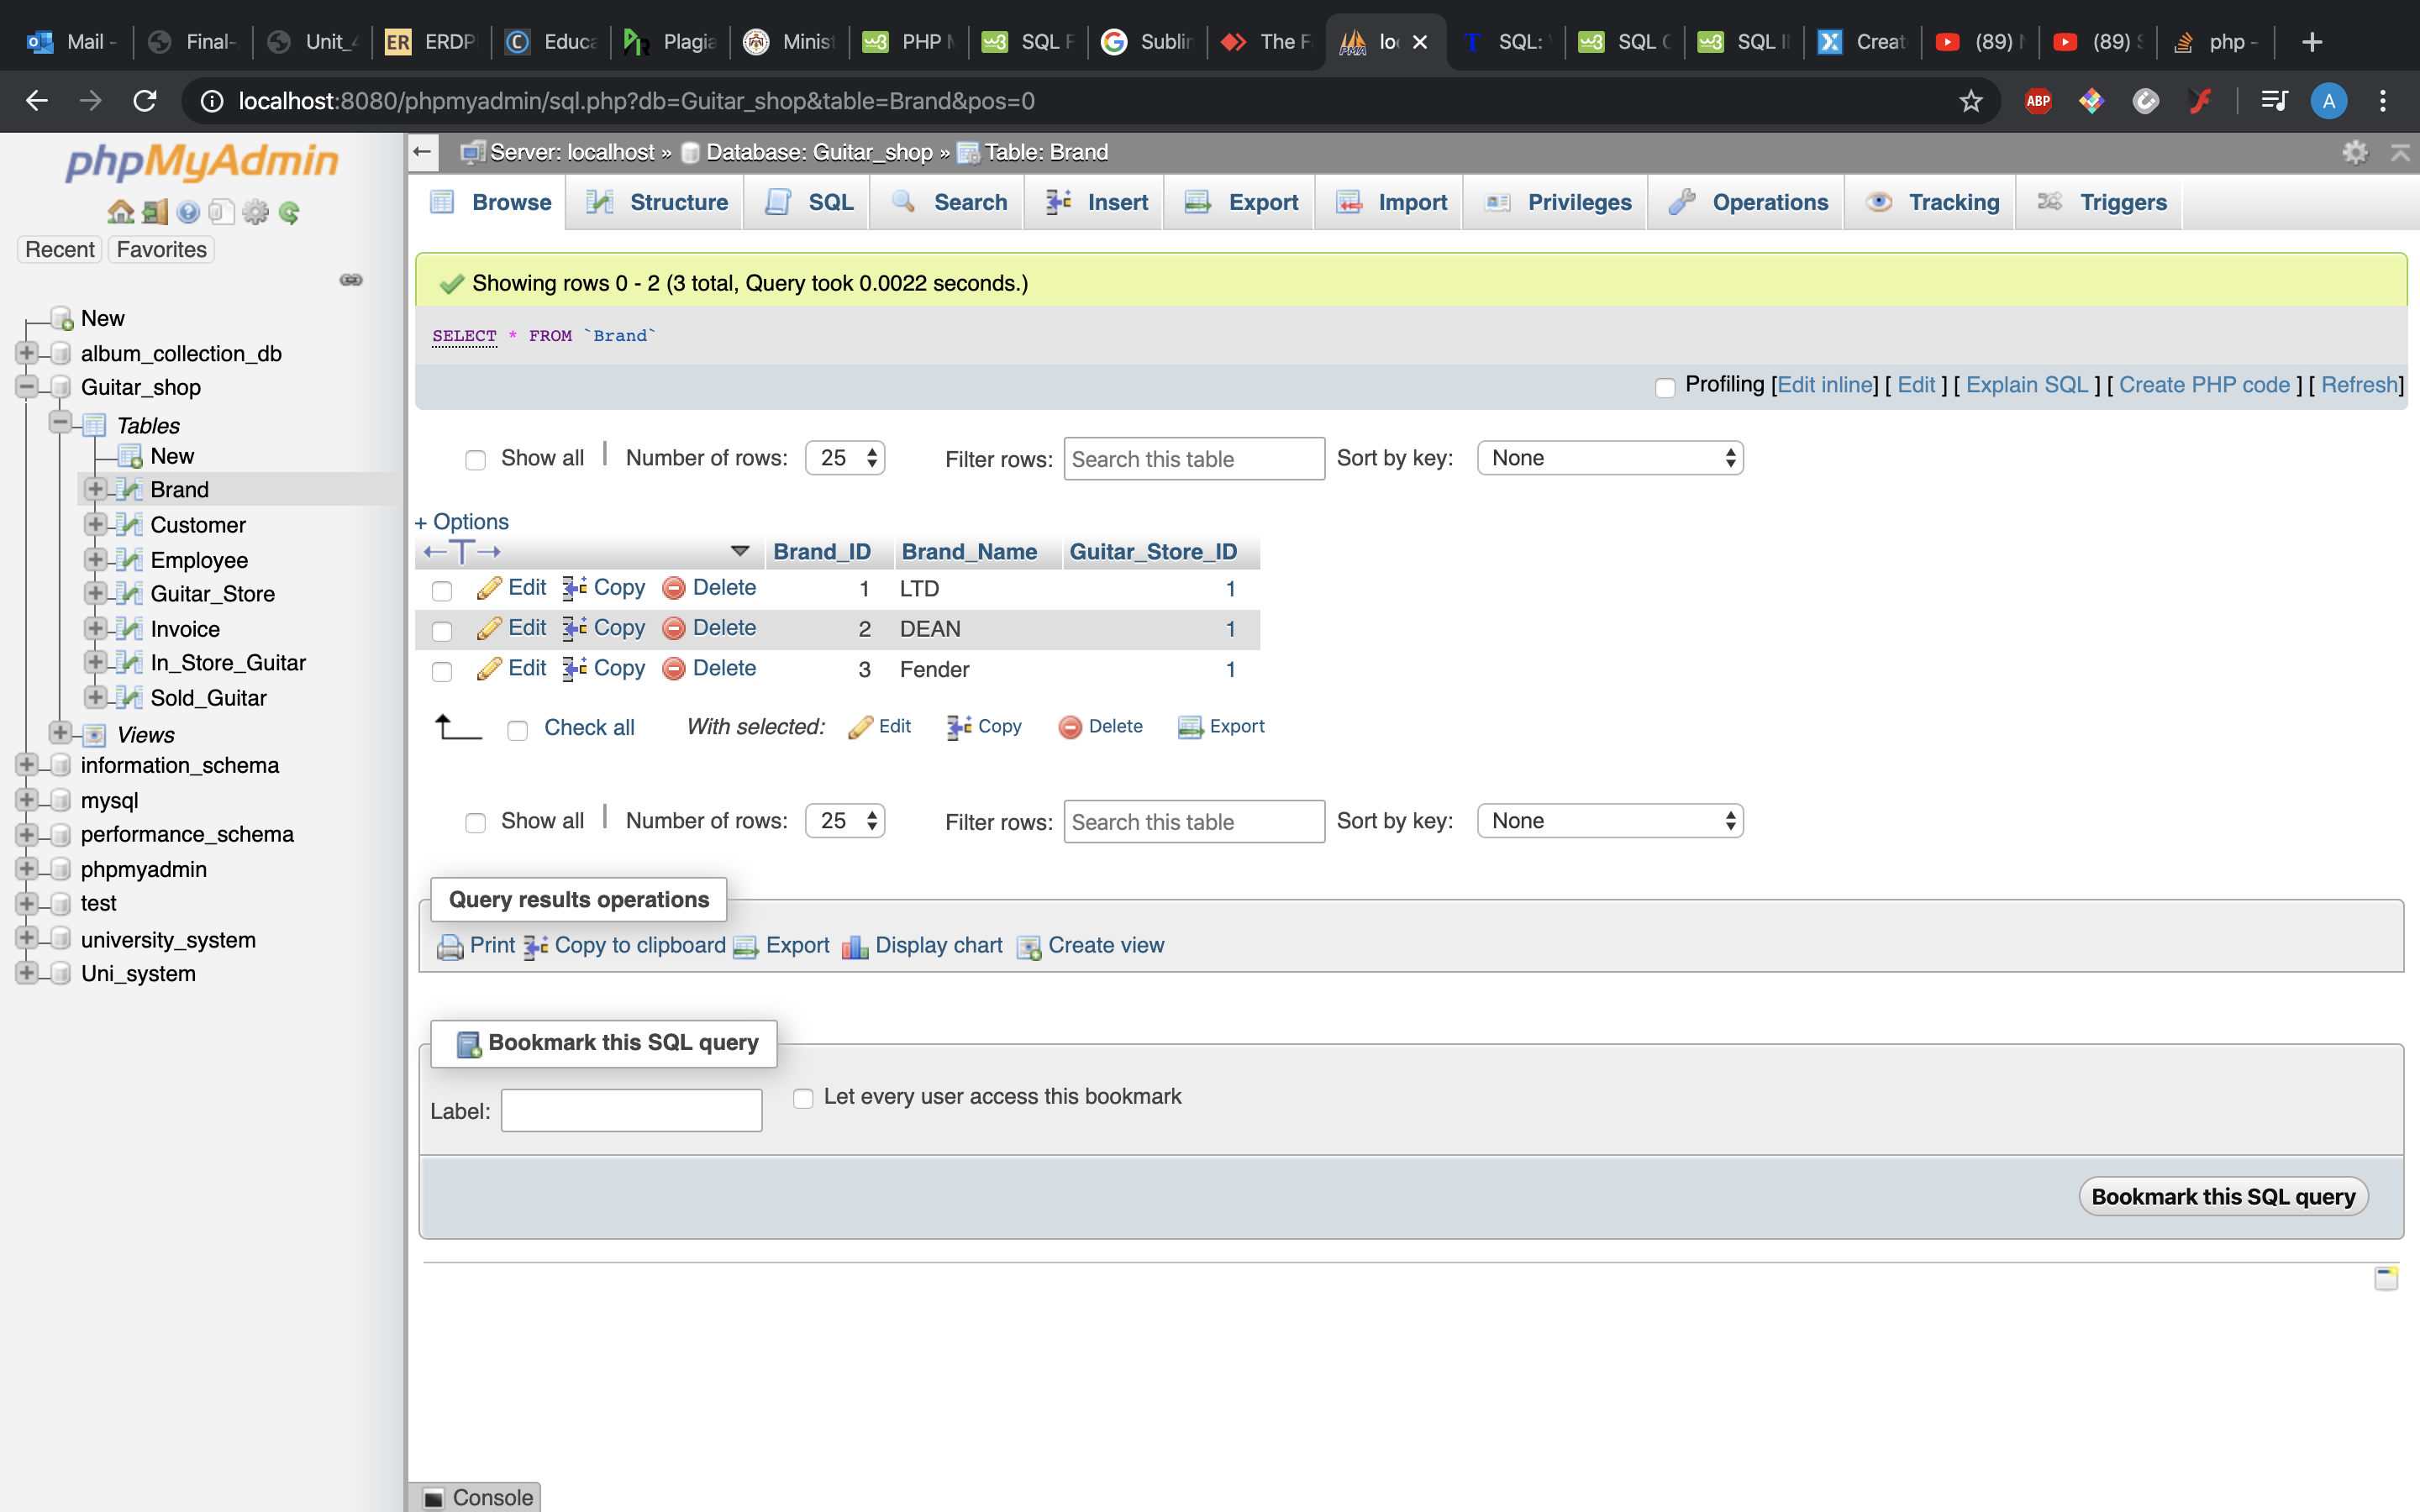 Mail -
Final-
Unit_
ER ERDP
Educa
Plagia
Minist
PHP
SQL F
Sublin
The F
lo
T SQL:
SQL
SQL I
Creat
(89)
(89)
php -
localhost:8080/phpmyadmin/sql.php?db=Guitar_shop&table=Brand&pos=0
ABP
A
phpMyAdmin
Recent
Favorites
New
album_collection_db
Guitar_shop
Tables
New
Brand
Customer
Employee
Guitar_Store
Invoice
In_Store_Guitar
Sold_Guitar
Views
information_schema
mysql
performance_schema
phpmyadmin
test
university_system
Uni_system
Server: localhost » Database: Guitar_shop » Table: Brand
Browse Structure SQL Search Insert Export Import Privileges Operations Tracking Triggers
Showing rows 0 - 2 (3 total, Query took 0.0022 seconds.)
SELECT * FROM `Brand`
Profiling [Edit inline] [ Edit ] [ Explain SQL ] [ Create PHP code ] [ Refresh]
Show all | Number of rows: 25 Filter rows: Search this table Sort by key: None
+ Options
←T→ Brand_ID Brand_Name Guitar_Store_ID
Edit Copy Delete 1 LTD 1
Edit Copy Delete 2 DEAN 1
Edit Copy Delete 3 Fender 1
Check all With selected: Edit Copy Delete Export
Show all | Number of rows: 25 Filter rows: Search this table Sort by key: None
Query results operations
Print Copy to clipboard Export Display chart Create view
Bookmark this SQL query
Label: Let every user access this bookmark
Bookmark this SQL query
Console